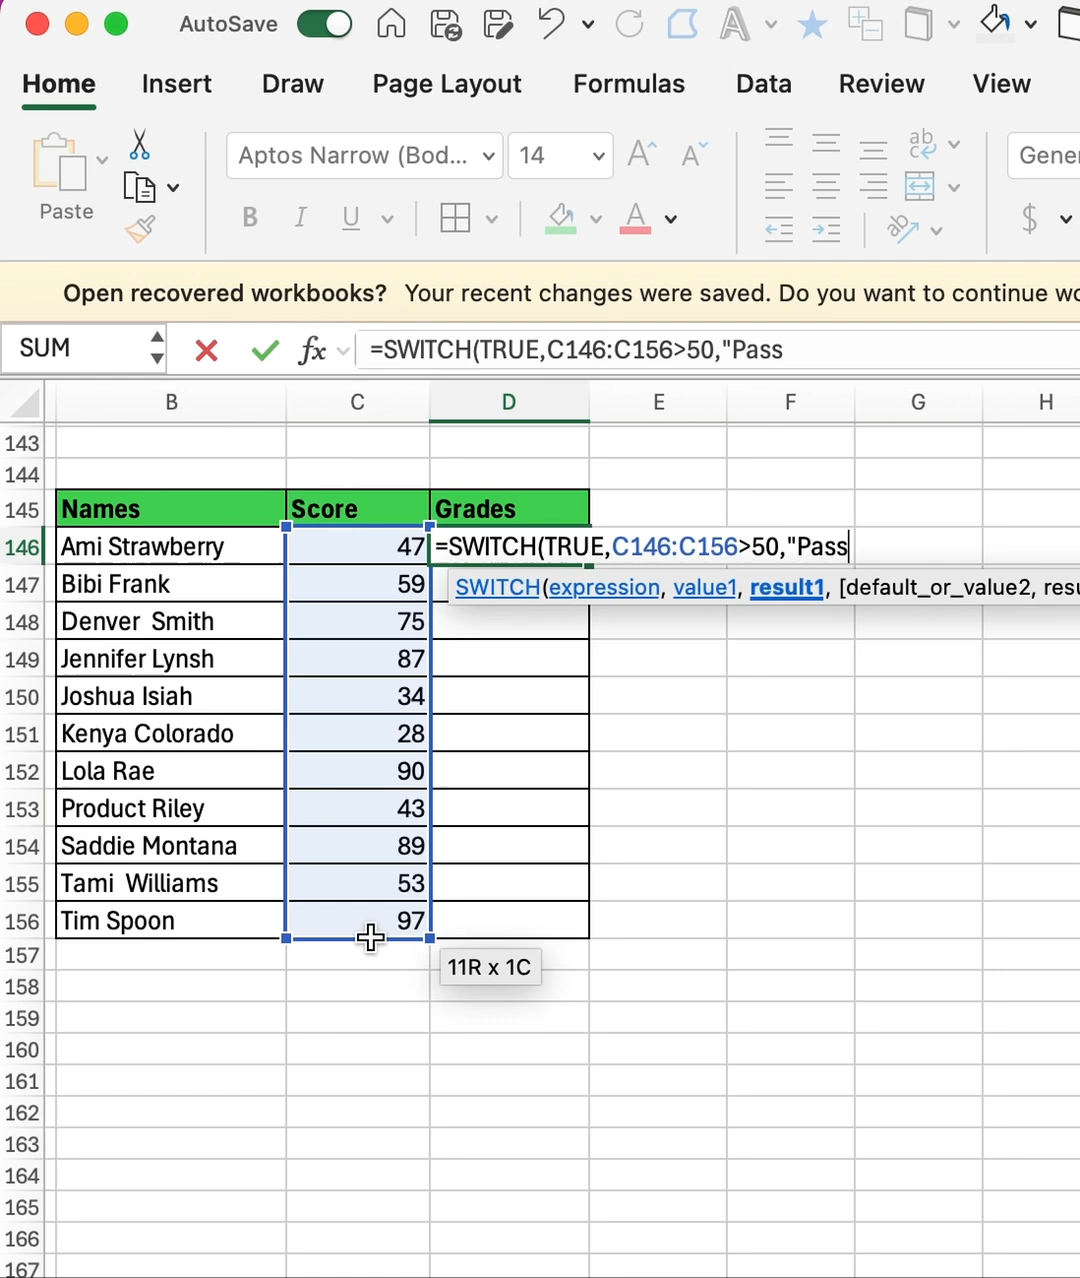 AutoSave
Home Insert Draw Page Layout Formulas Data Review View
Paste
Aptos Narrow (Bod... 14
A A
B I U A
ab
c
$
Open recovered workbooks? Your recent changes were saved. Do you want to continue
SUM fx =SWITCH(TRUE,C146:C156>50,"Pass
B C D E F G H
143
144
145 Names Score Grades
146 Ami Strawberry 47 =SWITCH(TRUE,C146:C156>50,"Pass
147 Bibi Frank 59 SWITCH(expression, value1, result1, [default_or_value2,
148 Denver  Smith 75
149 Jennifer Lynsh 87
150 Joshua Isiah 34
151 Kenya Colorado 28
152 Lola Rae 90
153 Product Riley 43
154 Saddie Montana 89
155 Tami  Williams 53
156 Tim Spoon 97
157
11R x 1C
158
159
160
161
162
163
164
165
166
167